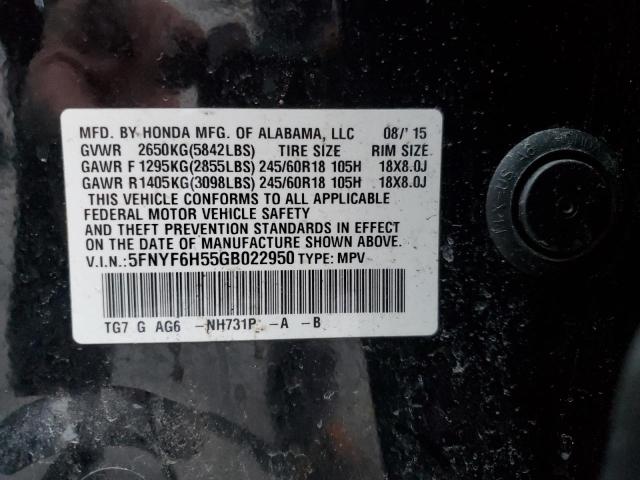 MFD. BY HONDA MFG. OF ALABAMA, LLC 08/'15
GVWR 2650KG(5842LBS) TIRE SIZE RIM SIZE
GAWR F 1295KG(2855LBS) 245/60R18 105H 18X8.0J
GAWR R 1405KG(3098LBS) 245/60R18 105H 18X8.0J
THIS VEHICLE CONFORMS TO ALL APPLICABLE
FEDERAL MOTOR VEHICLE SAFETY
AND THEFT PREVENTION STANDARDS IN EFFECT
ON THE DATE OF MANUFACTURE SHOWN ABOVE.
V.I.N.:5FNYF6H55GB022950 TYPE: MPV
TG7 G AG6 -NH731P -A -B